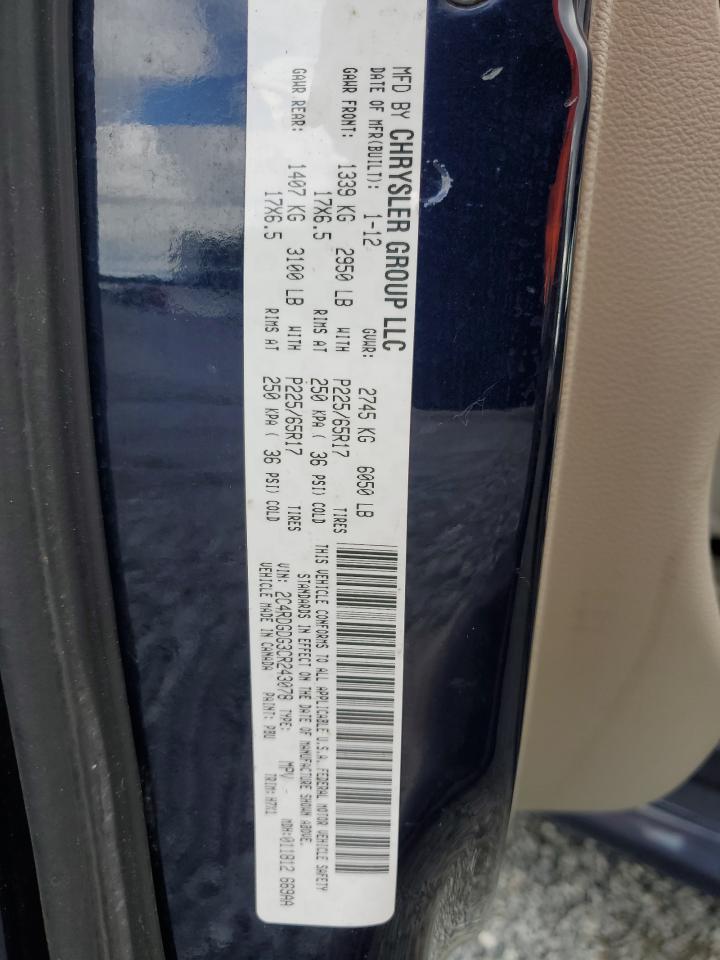 MFD BY CHRYSLER GROUP LLC
DATE OF MFR(BUILT): 1-12 GVWR: 2745 KG 6050 LB
GAWR FRONT: 1339 KG 2950 LB WITH P225/65R17 TIRES
17X6.5 RIMS AT 250 KPA ( 36 PSI) COLD
GAWR REAR: 1407 KG 3100 LB WITH P225/65R17 TIRES
17X6.5 RIMS AT 250 KPA ( 36 PSI) COLD
THIS VEHICLE CONFORMS TO ALL APPLICABLE U.S.A. FEDERAL MOTOR VEHICLE SAFETY
STANDARDS IN EFFECT ON THE DATE OF MANUFACTURE SHOWN ABOVE.
VIN: 2C4RDGDG3CR243078 TYPE: MPV - MDH:011812 669AA
VEHICLE MADE IN CANADA PAINT: PBU TRIM: